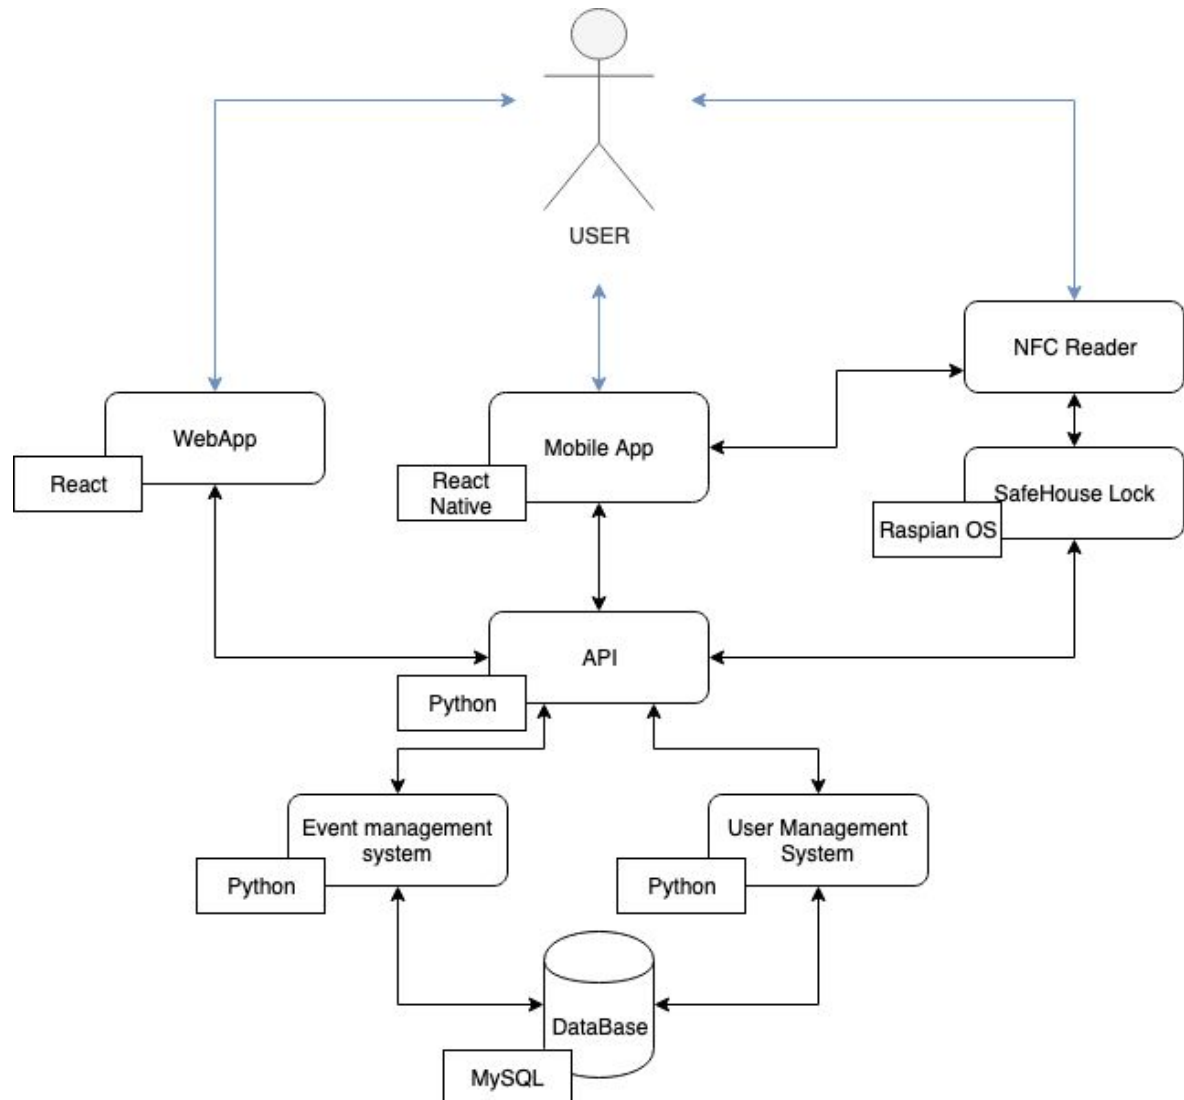 USER
NFC Reader
WebApp
React
Mobile App
React
Native
SafeHouse Lock
Raspian OS
API
Python
Event management
system
Python
User Management
System
Python
DataBase
MySQL